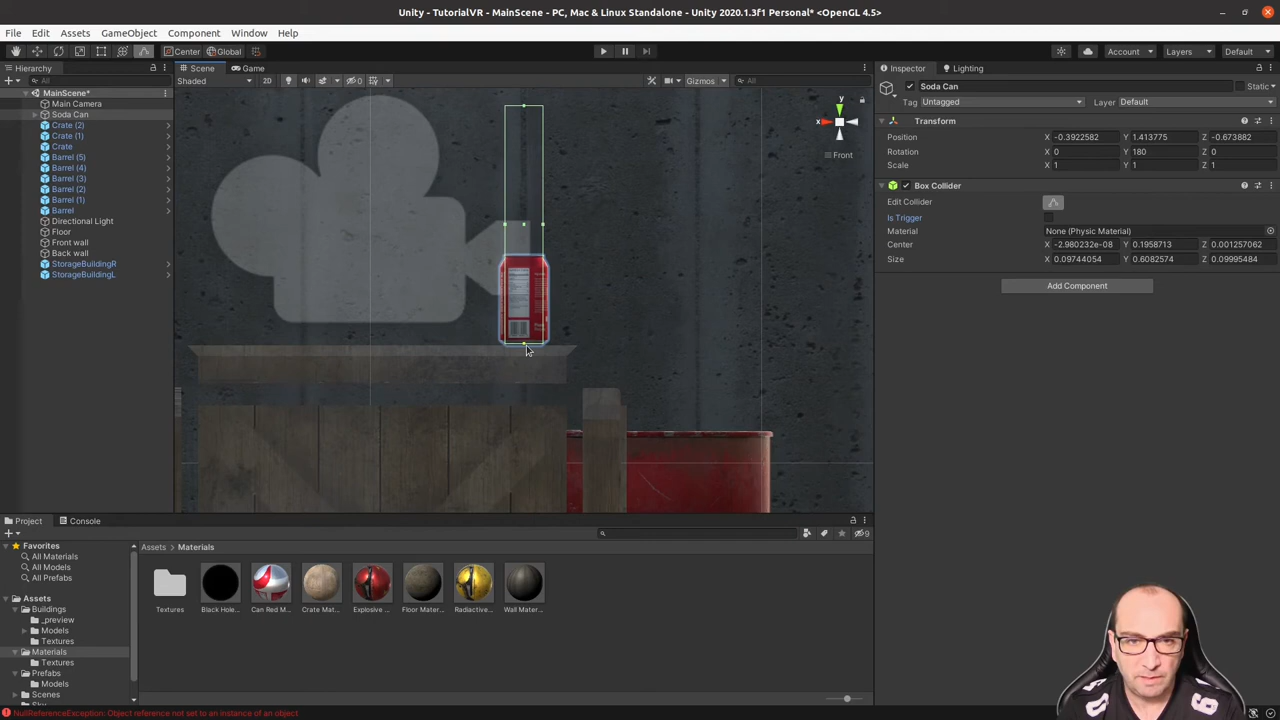 Unity - TutorialVR - MainScene - PC, Mac & Linux Standalone - Unity 2020.1.3f1 Personal* <OpenGL 4.5>
File Edit Assets GameObject Component Window Help
Center Global Account Layers Default
Hierarchy Scene Game Inspector Lighting
All Shaded 2D 0 Gizmos All
Soda Can Static
Tag Untagged Layer Default
MainScene*
Main Camera
Soda Can
Crate (2)
Crate (1)
Crate
Barrel (5)
Barrel (4)
Barrel (3)
Barrel (2)
Barrel (1)
Barrel
Directional Light
Floor
Front wall
Back wall
StorageBuildingR
StorageBuildingL
y
x
Front
Transform
Position X -0.3922582 Y 1.413775 Z -0.673882
Rotation X 0 Y 180 Z 0
Scale X 1 Y 1 Z 1
Box Collider
Edit Collider
Is Trigger
Material None (Physic Material)
Center X -2.980232e-08 Y 0.1958713 Z 0.001257062
Size X 0.09744054 Y 0.6082574 Z 0.09995484
Add Component
Project Console
9
Favorites
All Materials
All Models
All Prefabs
Assets
Buildings
_preview
Models
Textures
Materials
Textures
Prefabs
Models
Scenes
Assets > Materials
Textures Black Hole... Can Red M... Crate Mat... Explosive ... Floor Mater... Radiactive... Wall Mater...
NullReferenceException: Object reference not set to an instance of an object